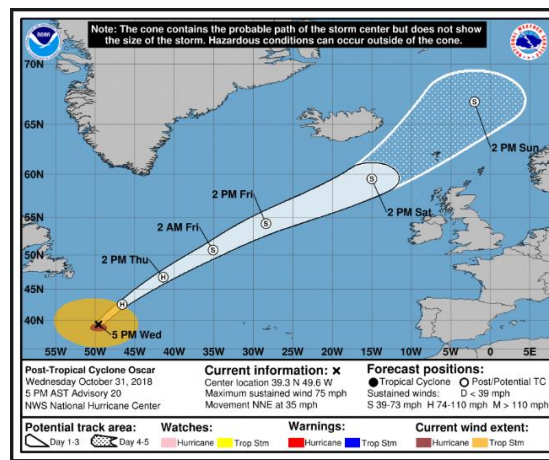 Note: The cone contains the probable path of the storm center but does not show
the size of the storm. Hazardous conditions can occur outside of the cone.
NOAA
70N
65N
60N
55N
50N
45N
40N
2 PM Sun
2 PM Sat
2 PM Fri
2 AM Fri
2 PM Thu
5 PM Wed
S
S
S
S
H
H
55W 50W 45W 40W 35W 30W 25W 20W 15W 10W 5W 0 5E
Post-Tropical Cyclone Oscar
Wednesday October 31, 2018
5 PM AST Advisory 20
NWS National Hurricane Center
Current information: x
Center location 39.3 N 49.6 W
Maximum sustained wind 75 mph
Movement NNE at 35 mph
Forecast positions:
Tropical Cyclone Post/Potential TC
Sustained winds: D < 39 mph
S 39-73 mph H 74-110 mph M > 110 mph
Potential track area:
Day 1-3 Day 4-5
Watches:
Hurricane Trop Stm
Warnings:
Hurricane Trop Stm
Current wind extent:
Hurricane Trop Stm